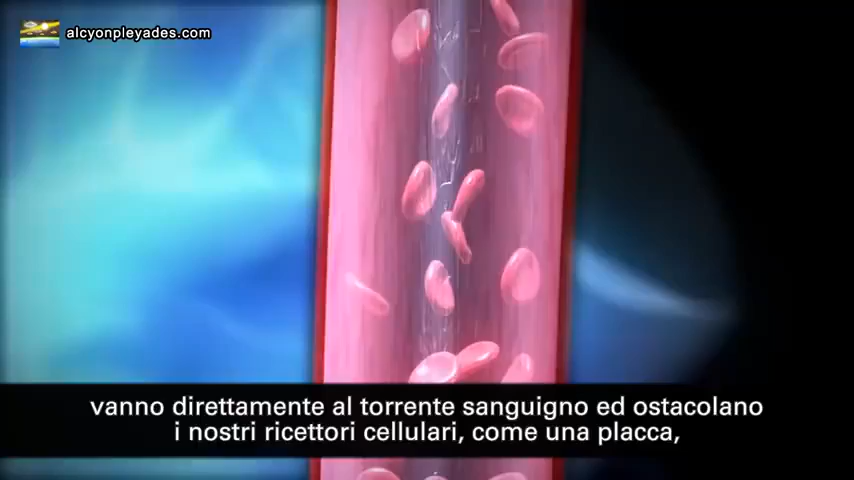 alcyonpleyades.com
vanno direttamente al torrente sanguigno ed ostacolano
i nostri ricettori cellulari, come una placca,